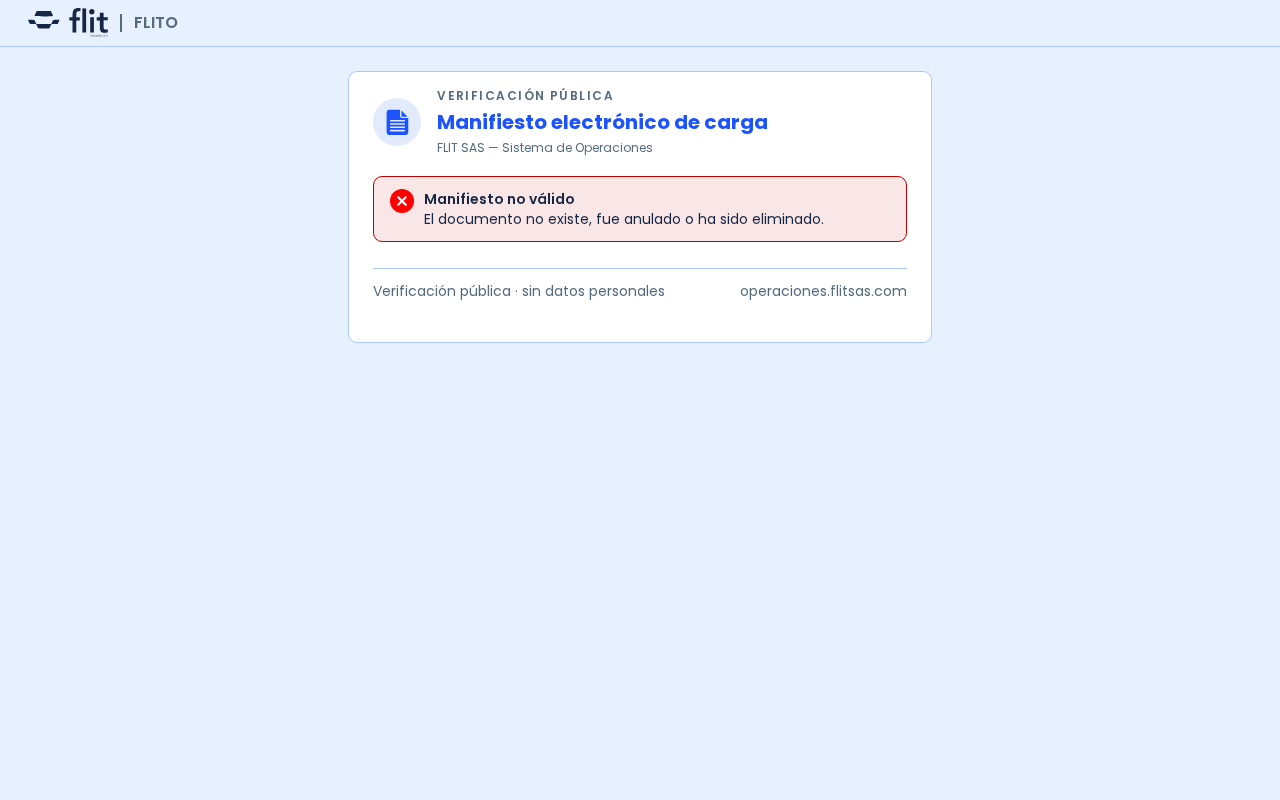 flit | FLITO
VERIFICACIÓN PÚBLICA
Manifiesto electrónico de carga
FLIT SAS — Sistema de Operaciones
Manifiesto no válido
El documento no existe, fue anulado o ha sido eliminado.
Verificación pública · sin datos personales
operaciones.flitsas.com